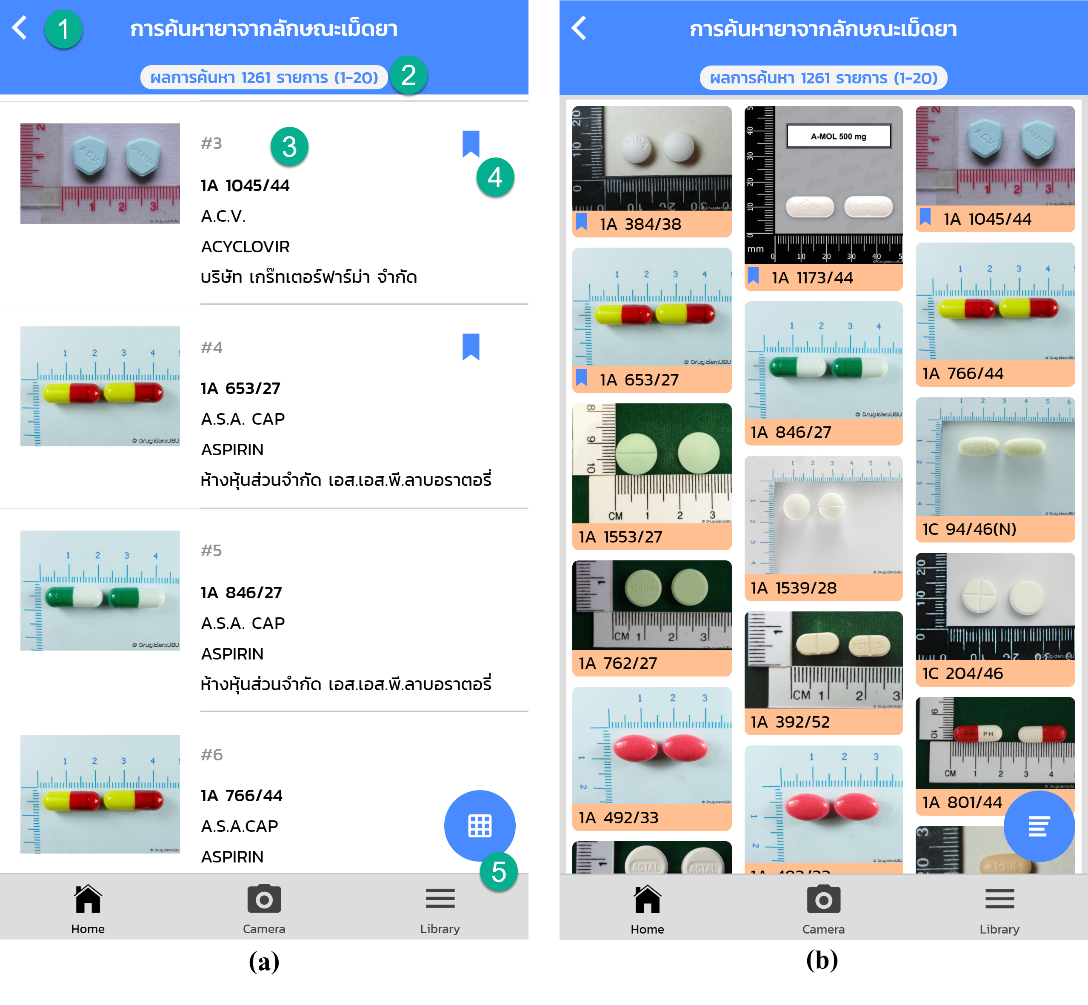 1
การค้นหายาจากลักษณะเม็ดยา
ผลการค้นหา 1261 รายการ (1-20)
2
#3
3
4
1A 1045/44
A.C.V.
ACYCLOVIR
บริษัท เกร๊ทเตอร์ฟาร์ม่า จำกัด
#4
1A 653/27
A.S.A. CAP
ASPIRIN
ห้างหุ้นส่วนจำกัด เอส.เอส.พี.ลาบอราตอรี่
#5
1A 846/27
A.S.A. CAP
ASPIRIN
ห้างหุ้นส่วนจำกัด เอส.เอส.พี.ลาบอราตอรี่
#6
1A 766/44
A.S.A.CAP
ASPIRIN
5
Home
Camera
Library
(a)
การค้นหายาจากลักษณะเม็ดยา
ผลการค้นหา 1261 รายการ (1-20)
1A 384/38
A-MOL 500 mg
mm 0 10 20 30 40
1A 1173/44
1A 1045/44
1A 653/27
1A 846/27
1A 766/44
1A 1553/27
1A 1539/28
1C 94/46(N)
1A 762/27
1A 392/52
1C 204/46
1A 492/33
PH
1A 801/44
ACTAL
ACTAL
Home
Camera
Library
(b)